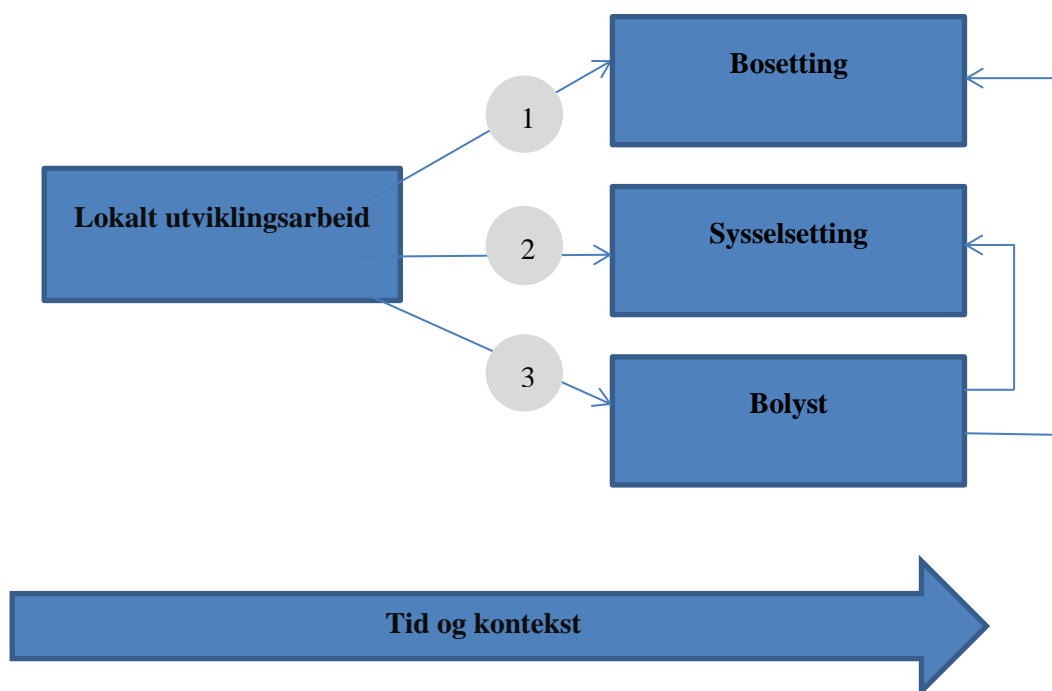 Bosetting
1
Lokalt utviklingsarbeid
2
Sysselsetting
3
Bolyst
Tid og kontekst